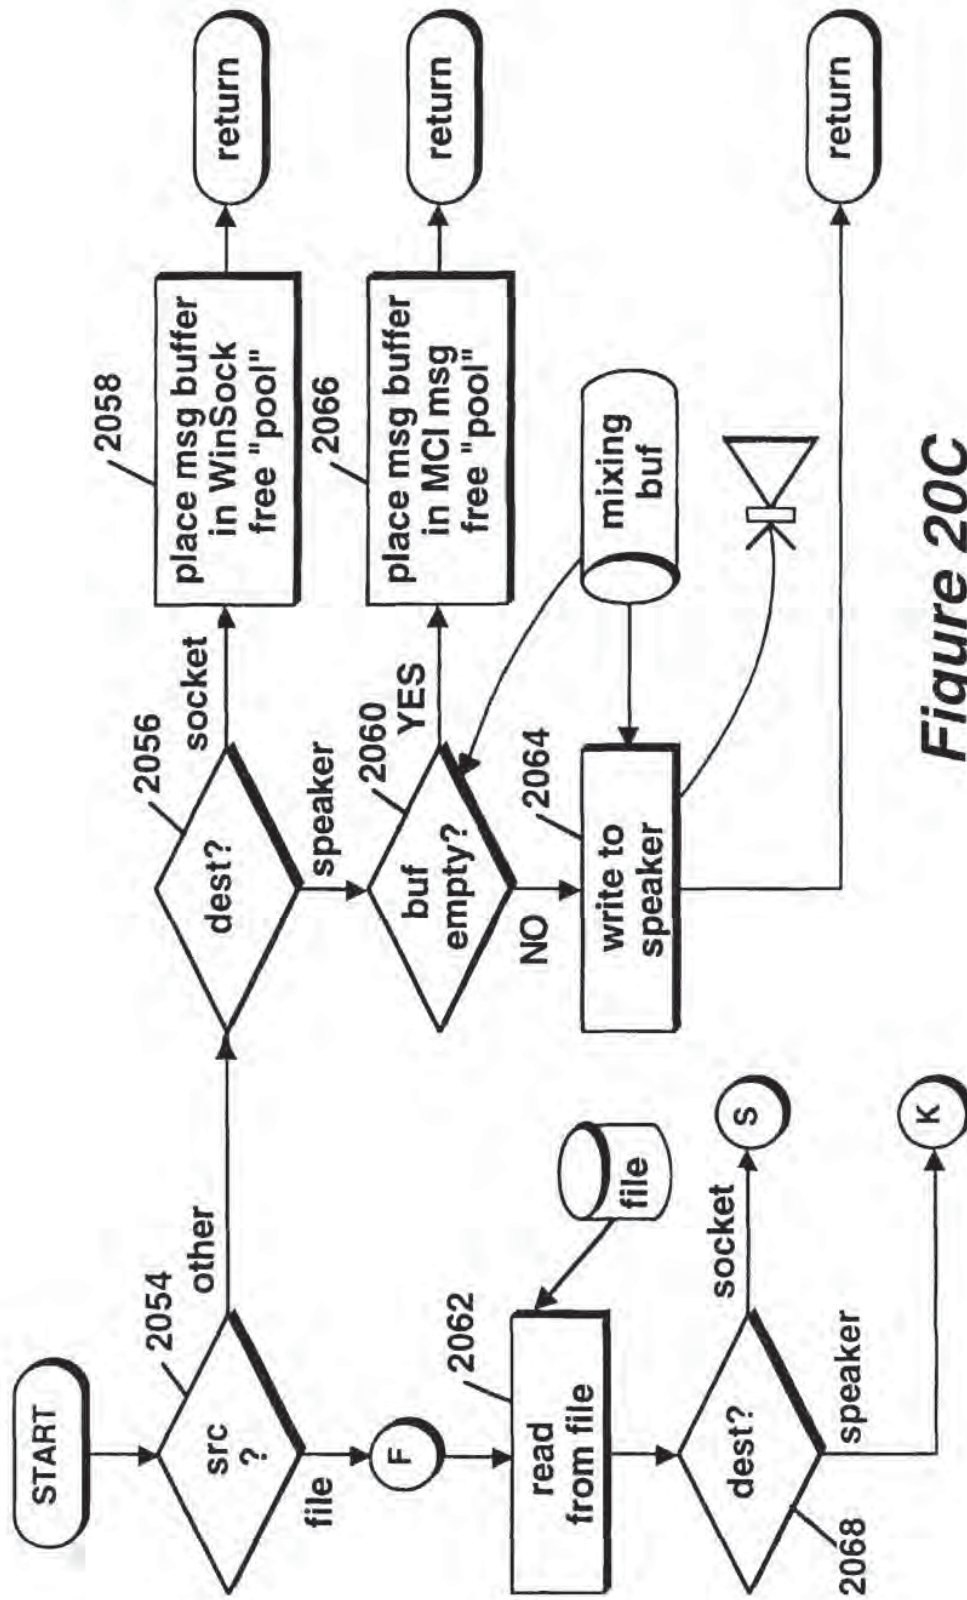 START
2054
src
?
other
file
F
2062
read
from file
file
2068
dest?
socket
S
speaker
K
2056
dest?
socket
2058
place msg buffer
in WinSock
free "pool"
return
speaker
2060
buf
empty?
YES
2066
place msg buffer
in MCI msg
free "pool"
return
NO
2064
write to
speaker
mixing
buf
return
Figure 20C